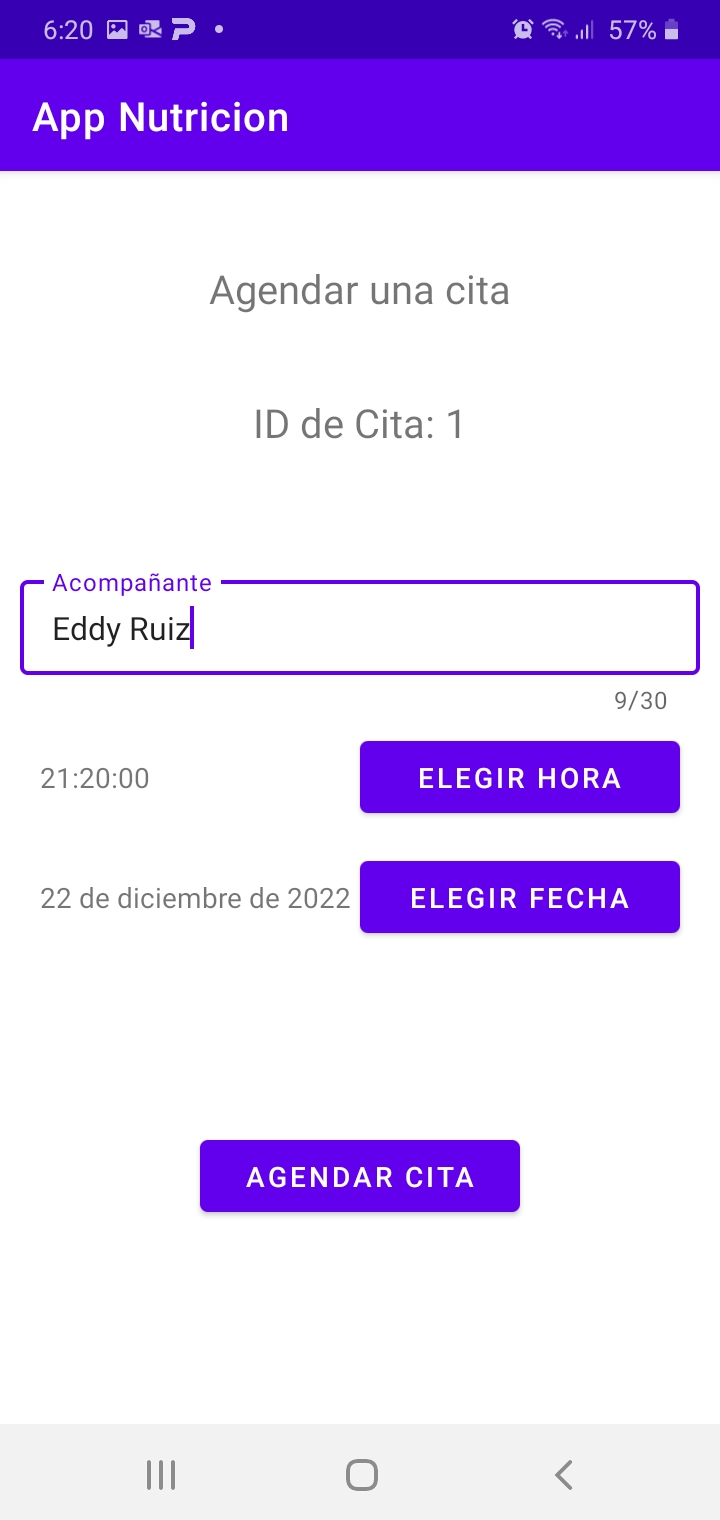 6:20 57%
App Nutricion
Agendar una cita
ID de Cita: 1
Acompañante
Eddy Ruiz
9/30
21:20:00 ELEGIR HORA
22 de diciembre de 2022 ELEGIR FECHA
AGENDAR CITA